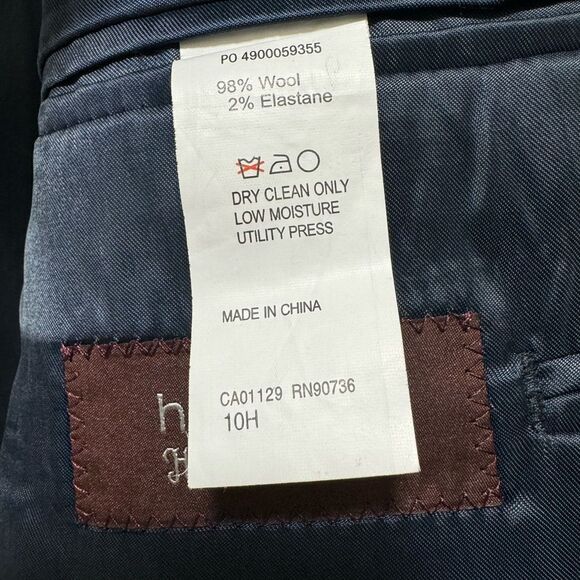 PO 4900059355
98% Wool
2% Elastane
DRY CLEAN ONLY
LOW MOISTURE
UTILITY PRESS
MADE IN CHINA
CA01129 RN90736
10H